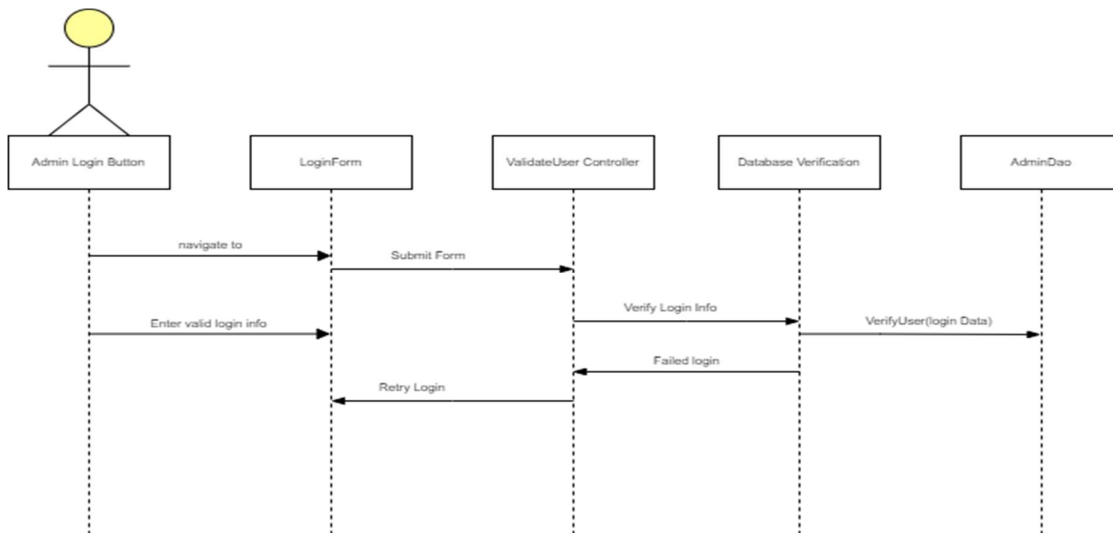 Admin Login Button
LoginForm
ValidateUser Controller
Database Verification
AdminDao
navigate to
Submit Form
Verify Login Info
Enter valid login info
VerifyUser(login Data)
Failed login
Retry Login